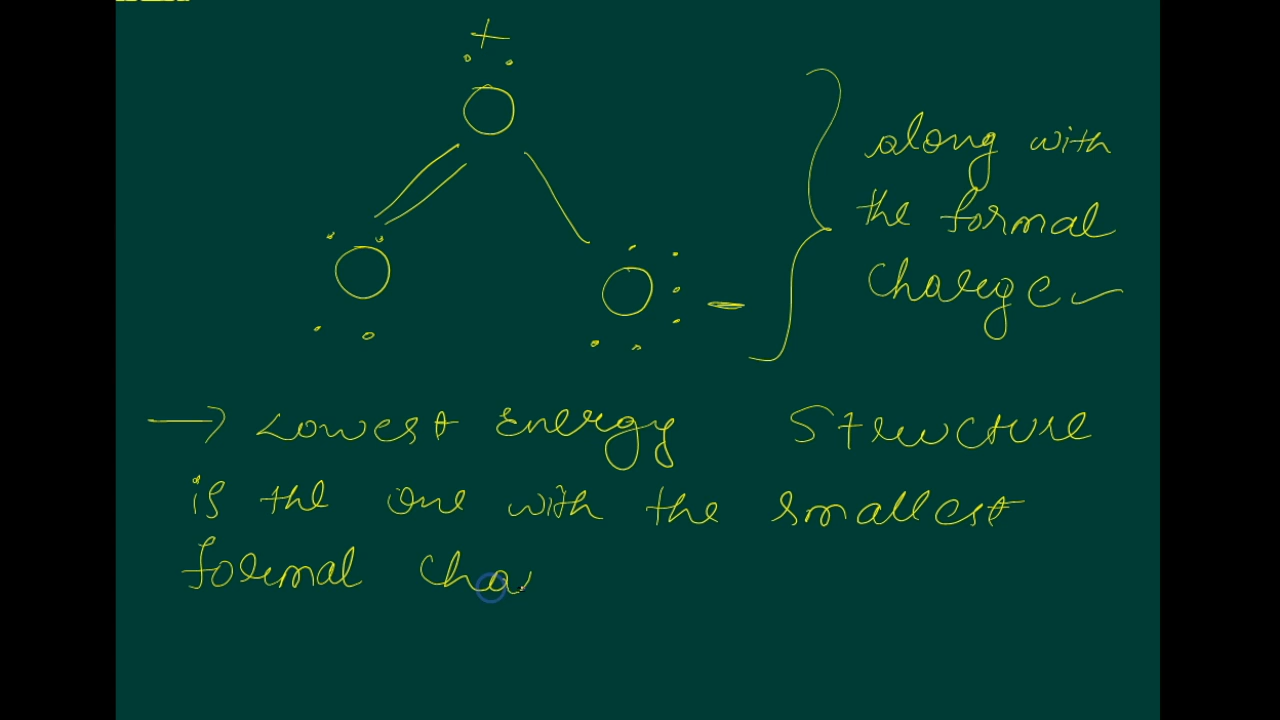 +
O
O
O
-
along with
the formal
charge
→ Lowest Energy Structure
is the one with the smallest
formal cha